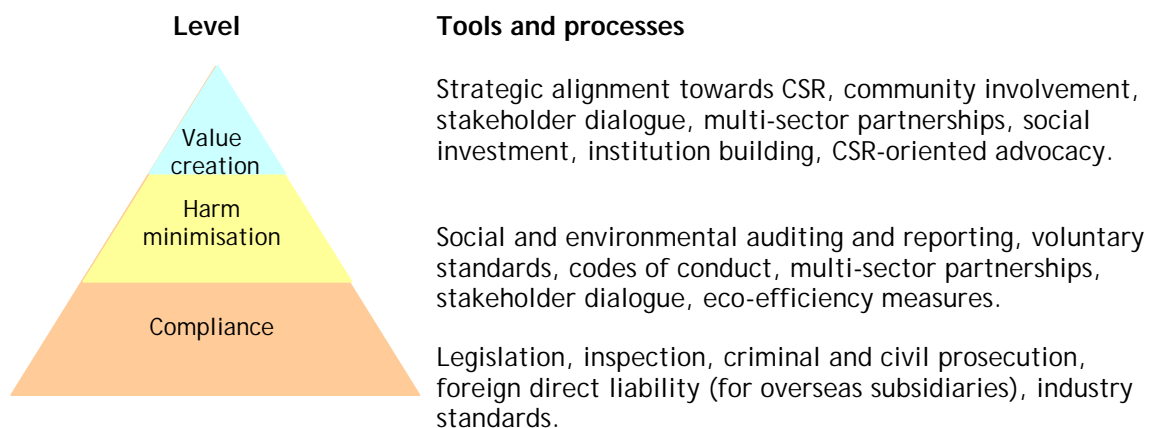 Level
Tools and processes
Value
creation
Strategic alignment towards CSR, community involvement,
stakeholder dialogue, multi-sector partnerships, social
investment, institution building, CSR-oriented advocacy.
Harm
minimisation
Social and environmental auditing and reporting, voluntary
standards, codes of conduct, multi-sector partnerships,
stakeholder dialogue, eco-efficiency measures.
Compliance
Legislation, inspection, criminal and civil prosecution,
foreign direct liability (for overseas subsidiaries), industry
standards.